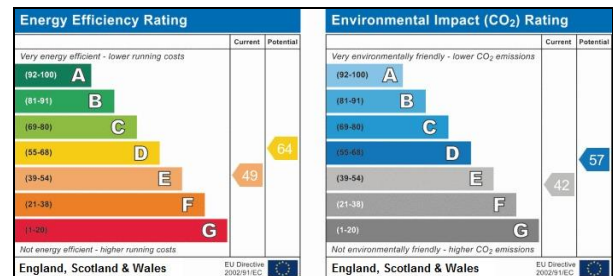 Energy Efficiency Rating
Current Potential
Very energy efficient - lower running costs
(92-100) A
(81-91) B
(69-80) C
(55-68) D
64
(39-54) E
49
(21-38) F
(1-20) G
Not energy efficient - higher running costs
England, Scotland & Wales
EU Directive
2002/91/EC
Environmental Impact (CO₂) Rating
Current Potential
Very environmentally friendly - lower CO₂ emissions
(92-100) A
(81-91) B
(69-80) C
(55-68) D
57
(39-54) E
42
(21-38) F
(1-20) G
Not environmentally friendly - higher CO₂ emissions
England, Scotland & Wales
EU Directive
2002/91/EC